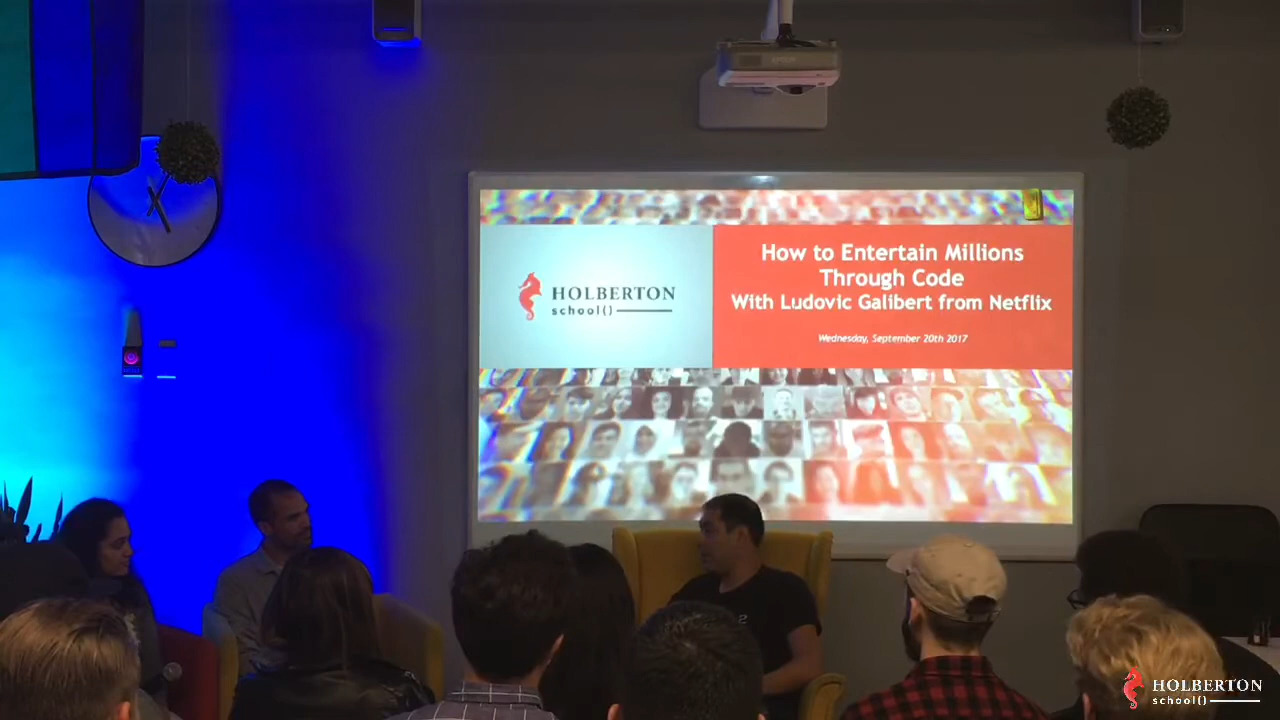 How to Entertain Millions
Through Code
With Ludovic Galibert from Netflix
Wednesday, September 20th 2017
HOLBERTON
school()
HOLBERTON
school()